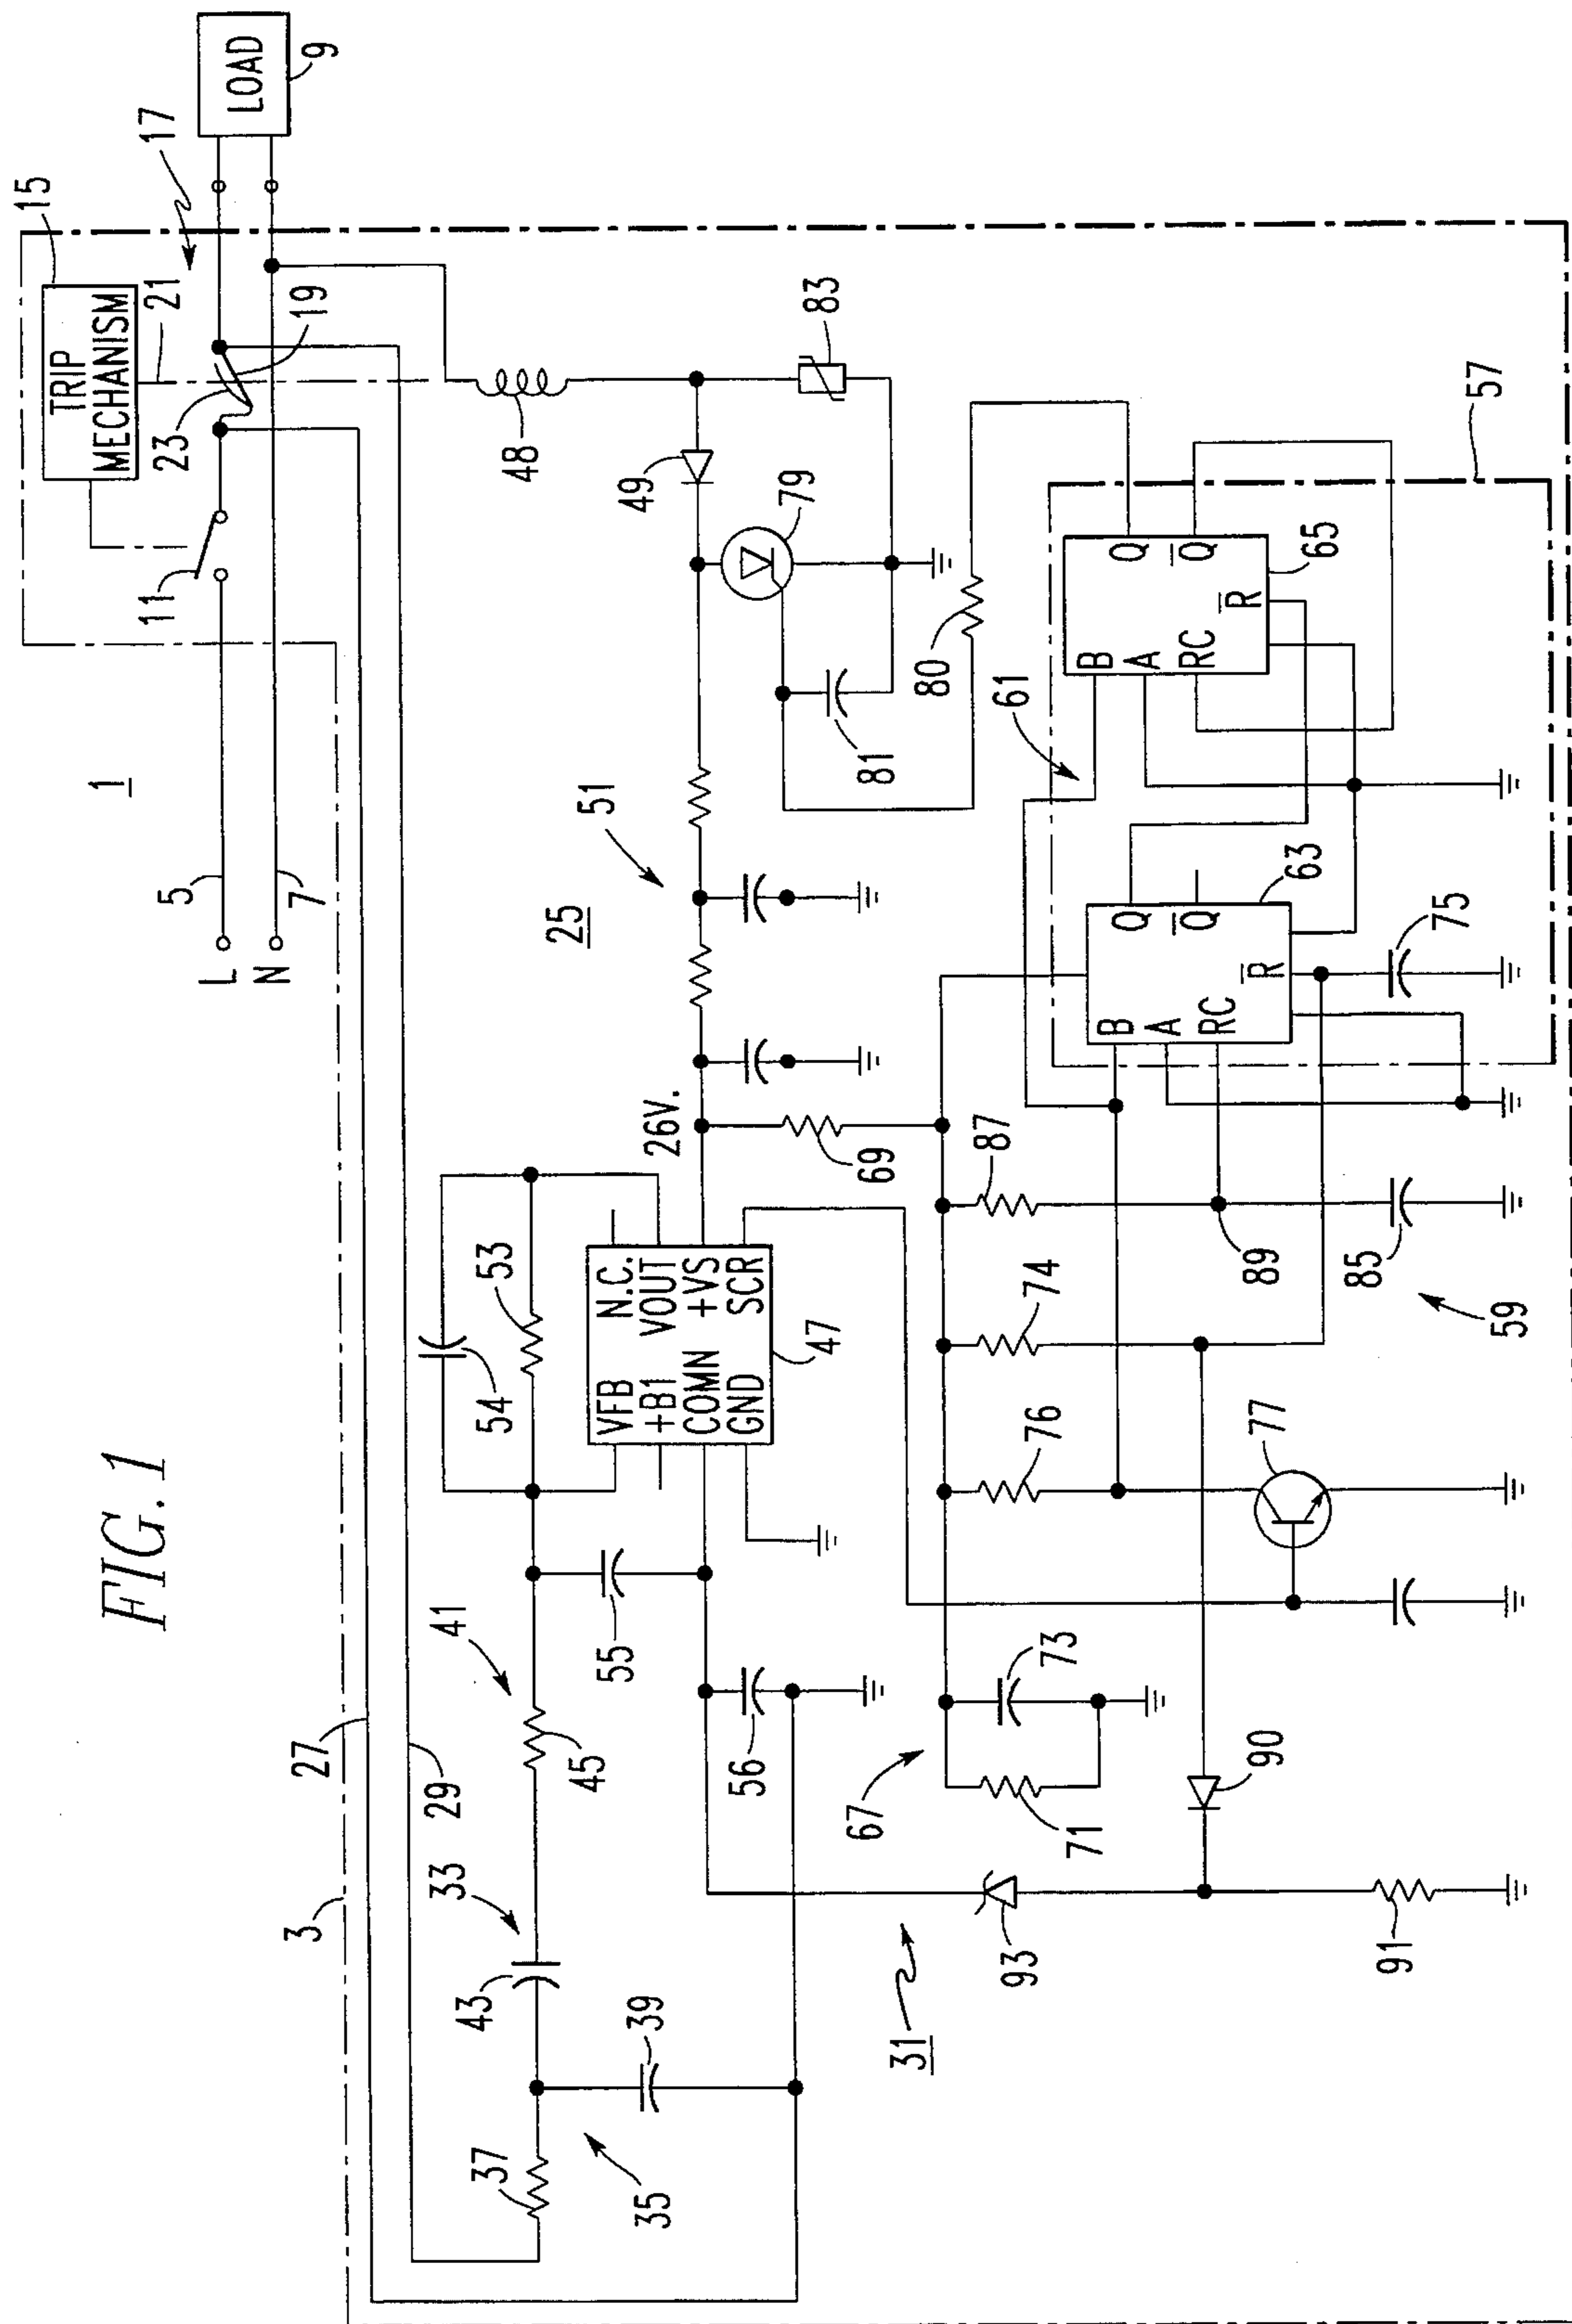 FIG. 1
1
3
L
N
5
7
11
TRIP
MECHANISM
15
17
21
23
19
LOAD
9
27
29
25
31
33
35
37
39
41
43
45
54
53
55
56
VFB
+B1
COMN
GND
N.C.
VOUT
+VS
SCR
47
26V.
51
48
49
79
83
81
80
69
67
71
73
76
74
87
89
85
59
77
90
91
93
57
61
B
A
RC
R
Q
Q
63
75
B
A
RC
R
Q
Q
65